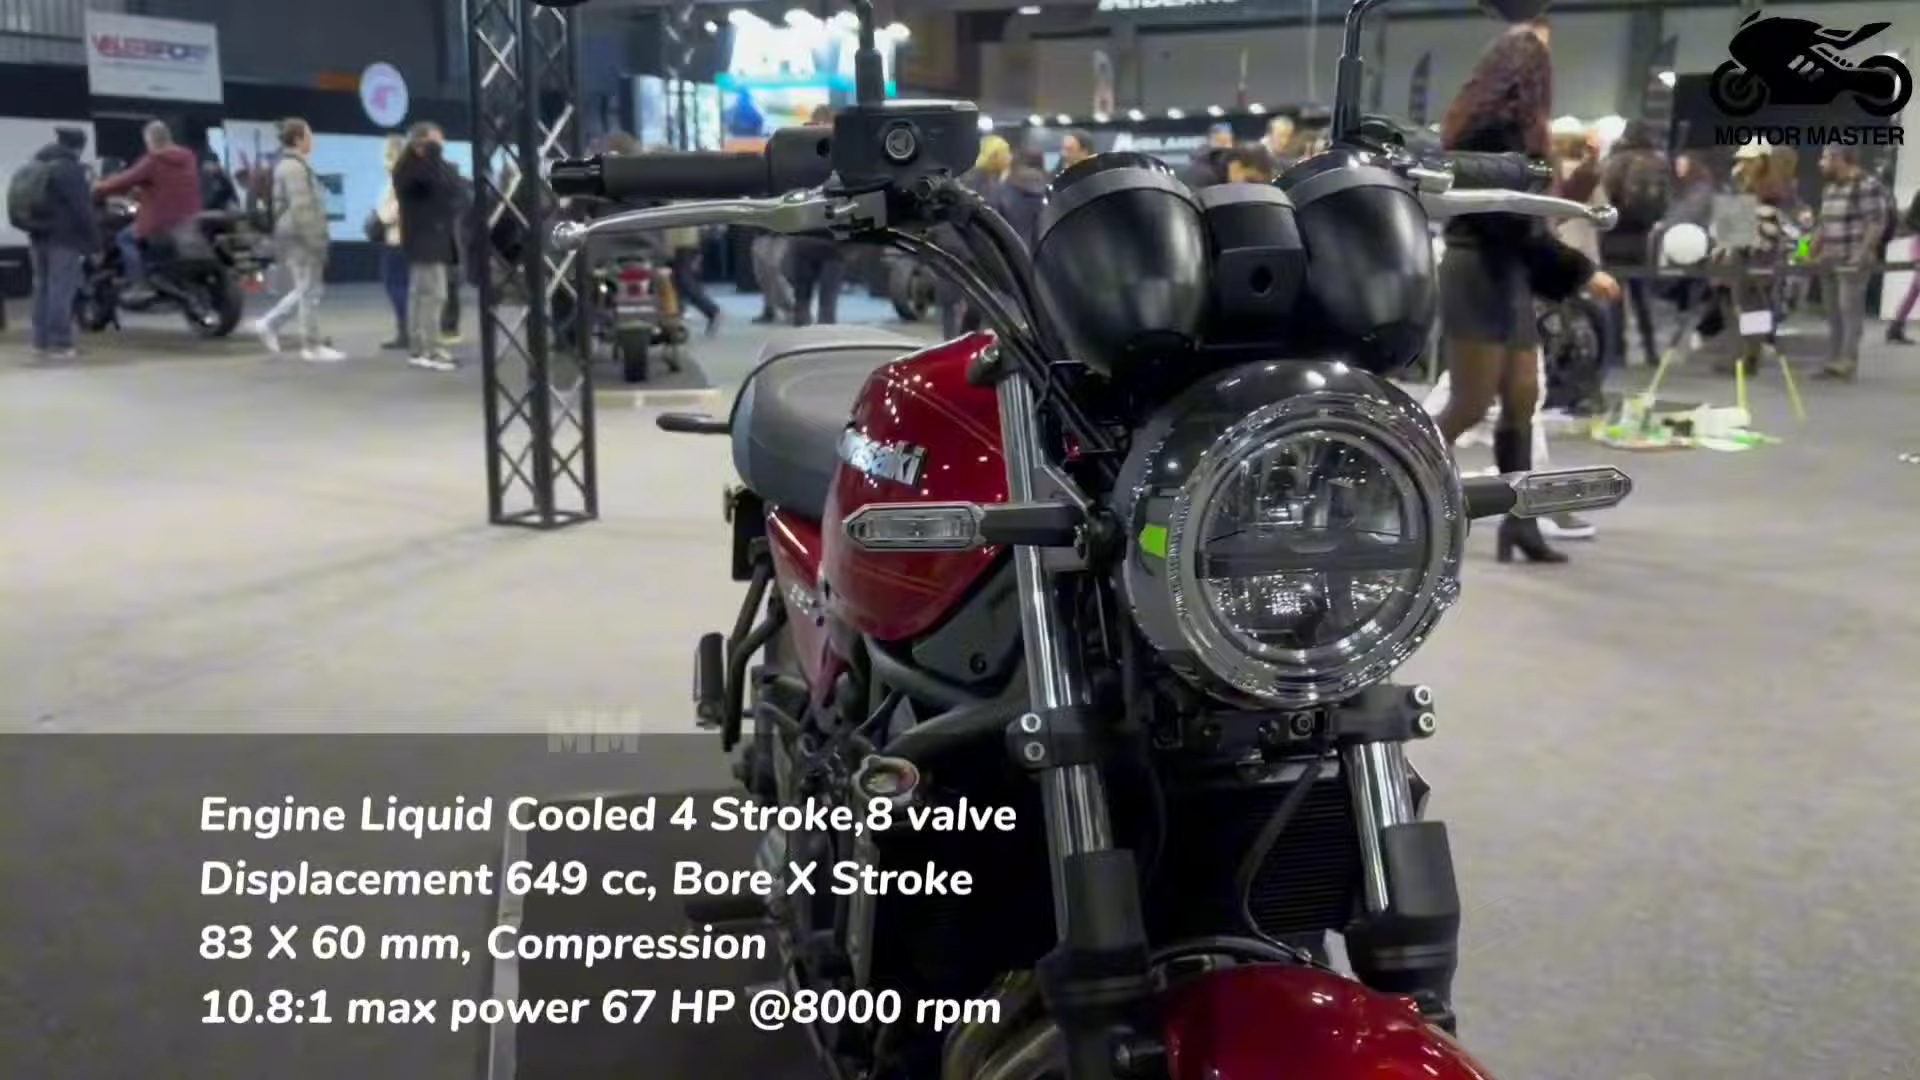 MOTOR MASTER
MM
Engine Liquid Cooled 4 Stroke,8 valve
Displacement 649 cc, Bore X Stroke
83 X 60 mm, Compression
10.8:1 max power 67 HP @8000 rpm